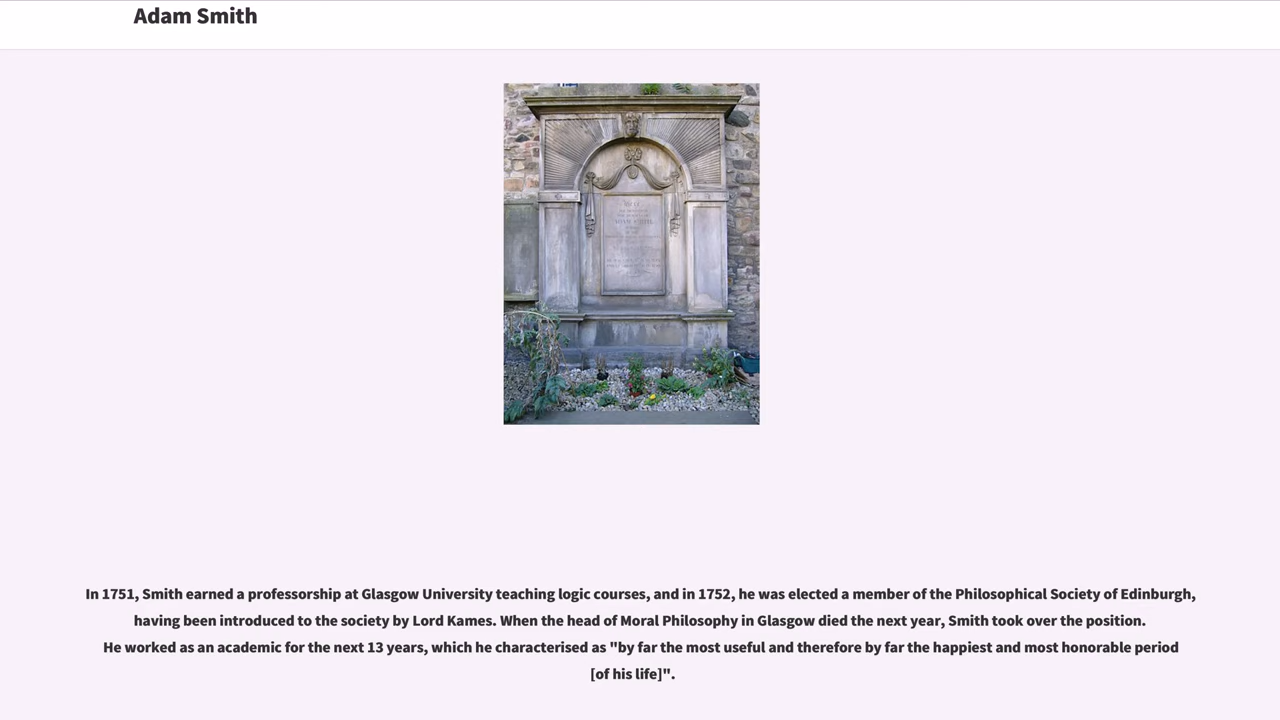 Adam Smith
In 1751, Smith earned a professorship at Glasgow University teaching logic courses, and in 1752, he was elected a member of the Philosophical Society of Edinburgh,
having been introduced to the society by Lord Kames. When the head of Moral Philosophy in Glasgow died the next year, Smith took over the position.
He worked as an academic for the next 13 years, which he characterised as "by far the most useful and therefore by far the happiest and most honorable period
[of his life]".